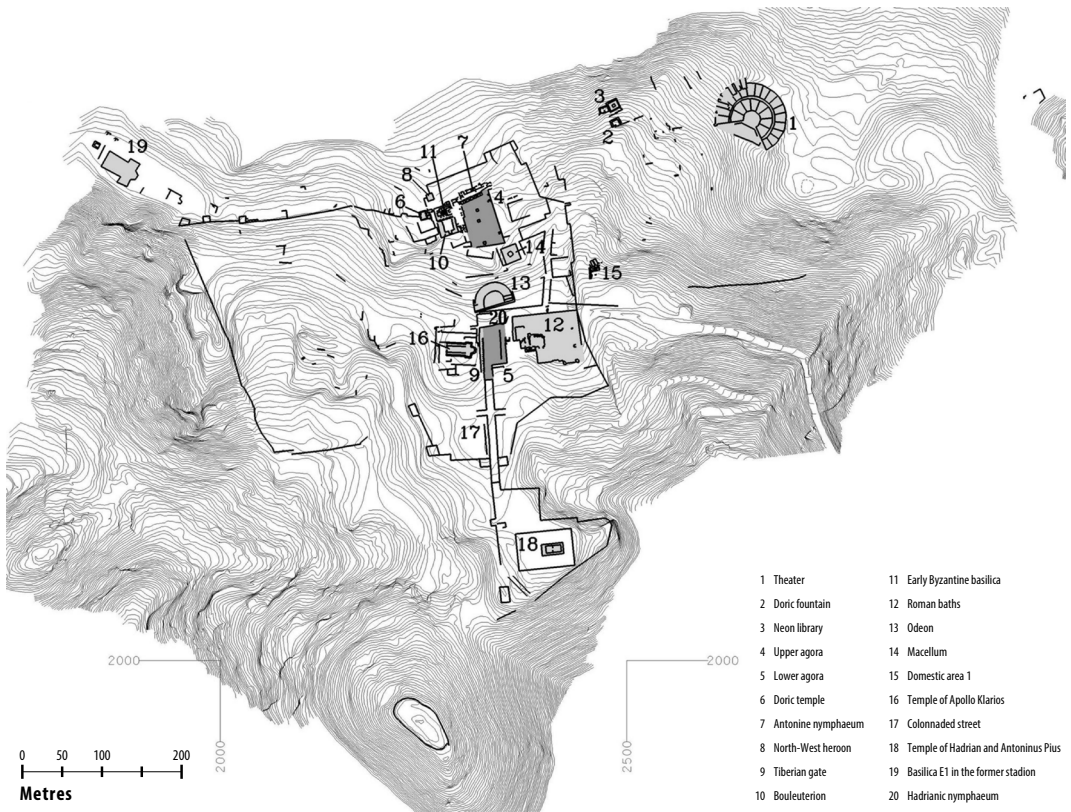 3
1
2
19
7
11
8
4
6
14
10
15
13
20
12
16
9
5
17
18
2000
2000
2000
2500
0 50 100 200
Metres
1 Theater
2 Doric fountain
3 Neon library
4 Upper agora
5 Lower agora
6 Doric temple
7 Antonine nymphaeum
8 North-West heroon
9 Tiberian gate
10 Bouleuterion
11 Early Byzantine basilica
12 Roman baths
13 Odeon
14 Macellum
15 Domestic area 1
16 Temple of Apollo Klarios
17 Colonnaded street
18 Temple of Hadrian and Antoninus Pius
19 Basilica E1 in the former stadion
20 Hadrianic nymphaeum